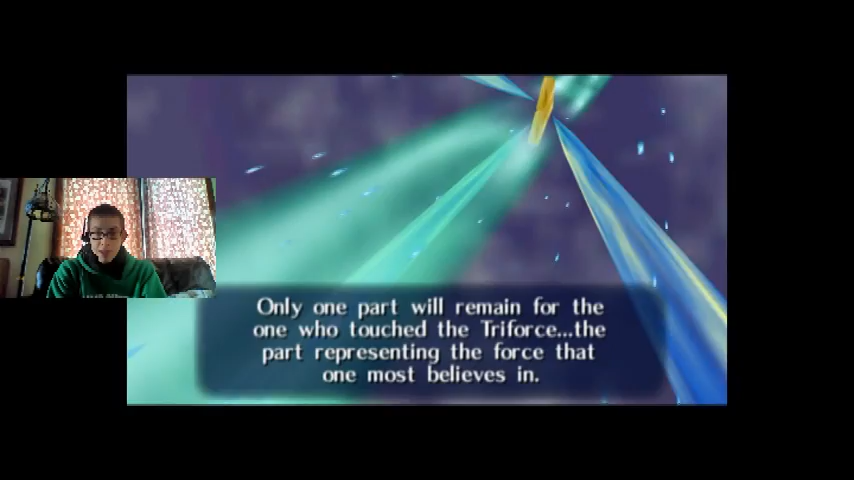 Only one part will remain for the
one who touched the Triforce...the
part representing the force that
one most believes in.